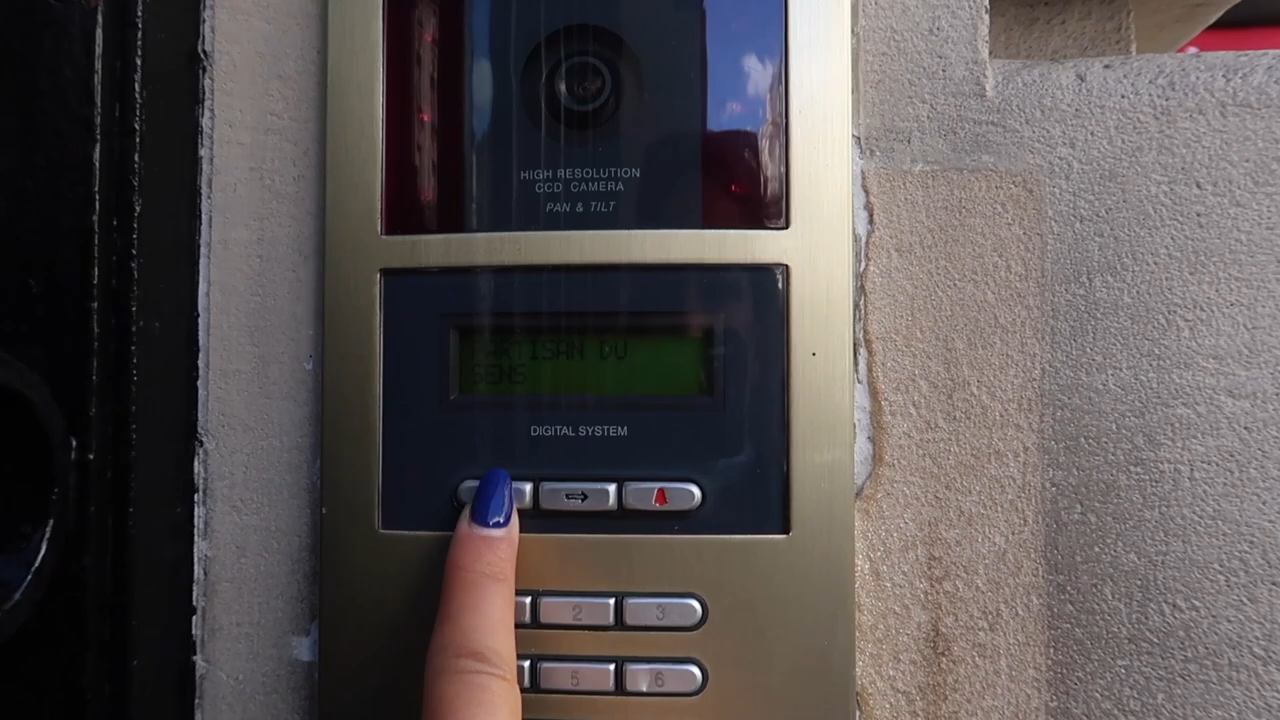 HIGH RESOLUTION
CCD CAMERA
PAN & TILT
ARTISAN DU
SENS
DIGITAL SYSTEM
2
3
5
6